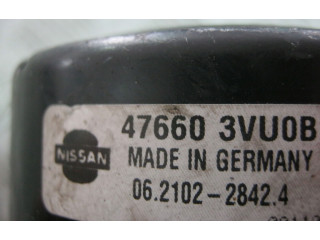 47660 3VU0B
NISSAN
MADE IN GERMANY
06.2102-2842.4